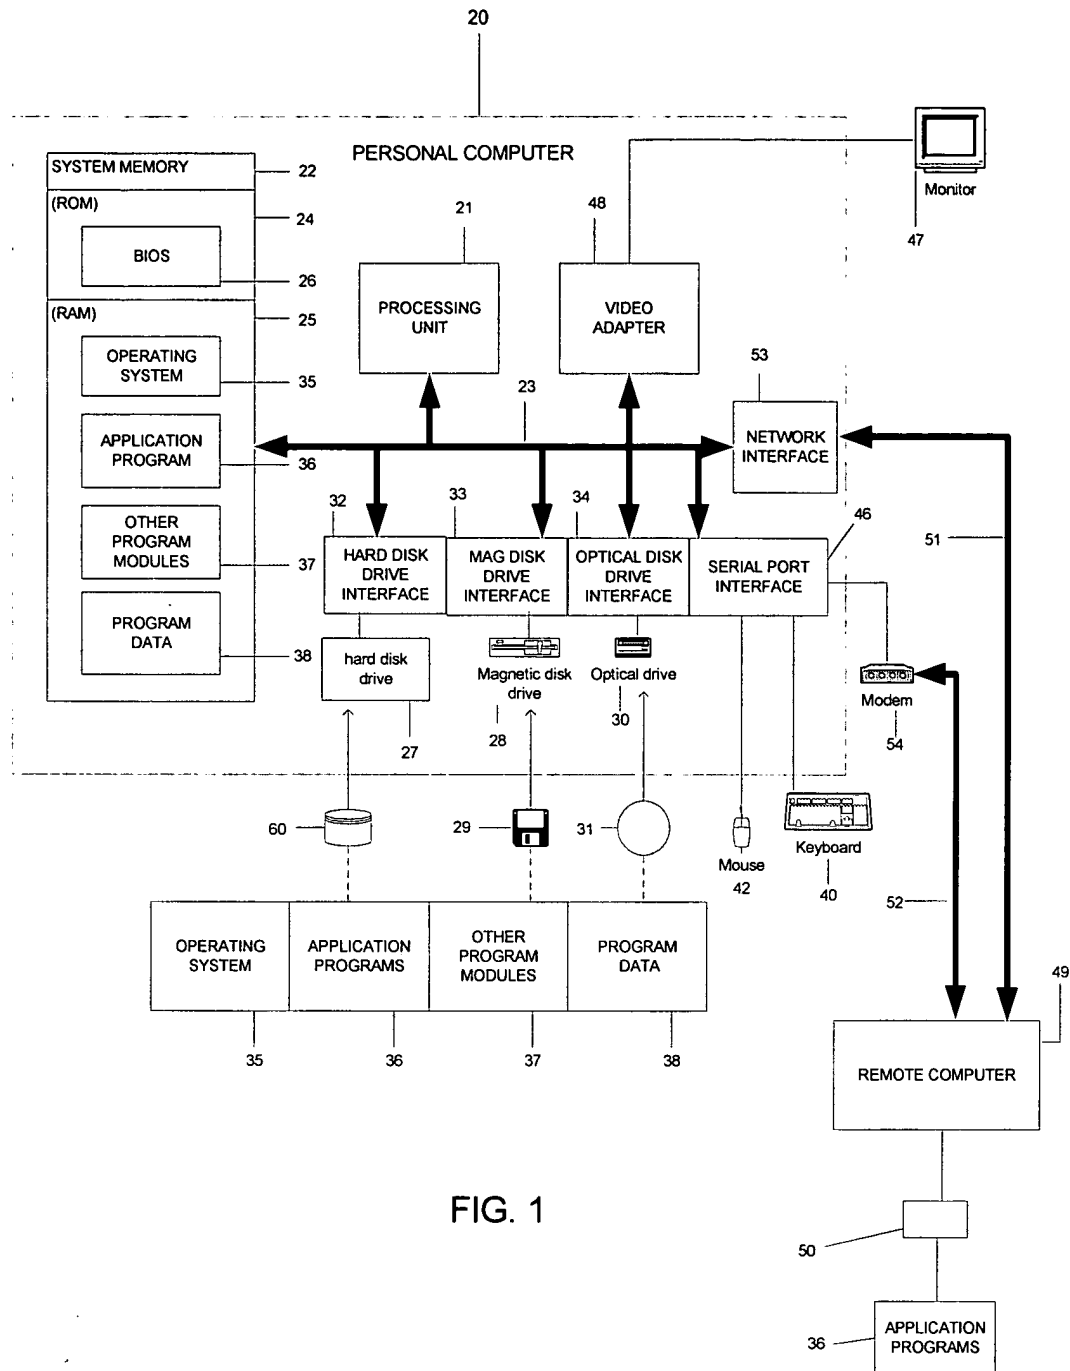 20
PERSONAL COMPUTER
SYSTEM MEMORY
22
(ROM)
24
BIOS
26
(RAM)
25
OPERATING
SYSTEM
35
APPLICATION
PROGRAM
36
OTHER
PROGRAM
MODULES
37
PROGRAM
DATA
38
21
PROCESSING
UNIT
48
VIDEO
ADAPTER
Monitor
47
23
53
NETWORK
INTERFACE
32
HARD DISK
DRIVE
INTERFACE
33
MAG DISK
DRIVE
INTERFACE
34
OPTICAL DISK
DRIVE
INTERFACE
46
SERIAL PORT
INTERFACE
51
hard disk
drive
27
Magnetic disk
drive
28
Optical drive
30
Modem
54
60
29
31
Mouse
42
Keyboard
40
52
OPERATING
SYSTEM
APPLICATION
PROGRAMS
OTHER
PROGRAM
MODULES
PROGRAM
DATA
35
36
37
38
49
REMOTE COMPUTER
FIG. 1
50
36
APPLICATION
PROGRAMS